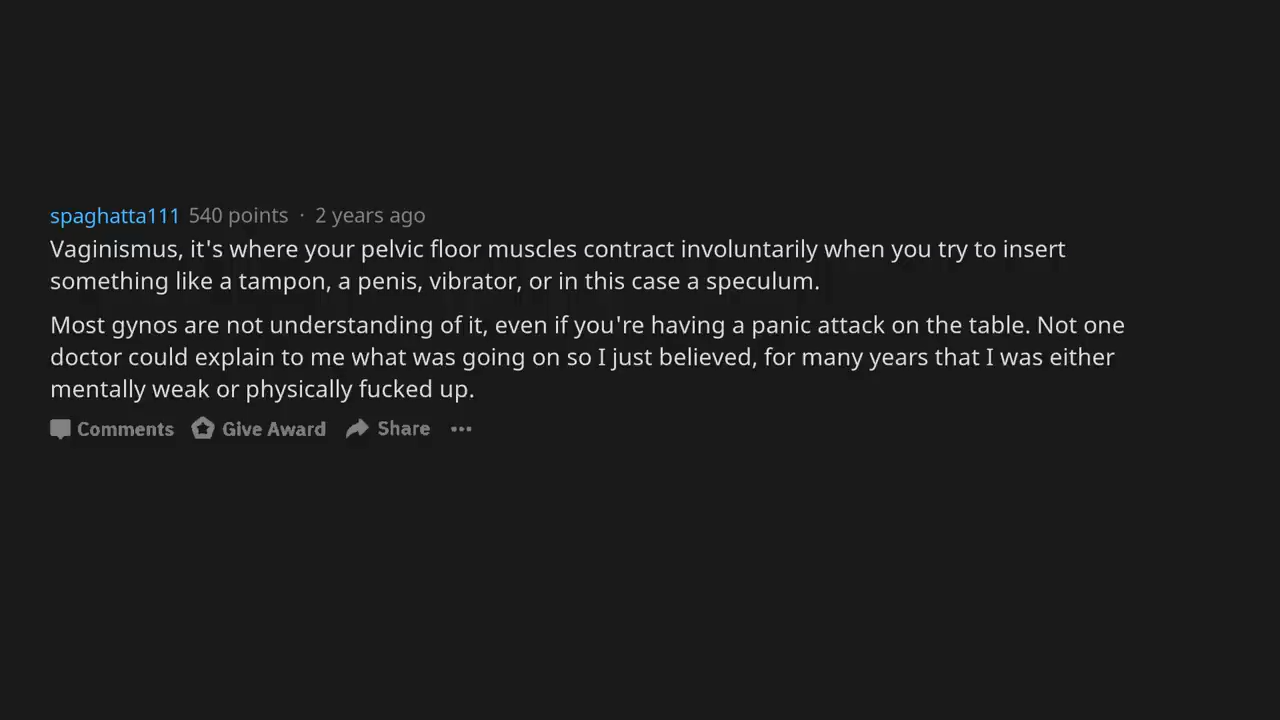 spaghatta111 540 points · 2 years ago
Vaginismus, it's where your pelvic floor muscles contract involuntarily when you try to insert
something like a tampon, a penis, vibrator, or in this case a speculum.
Most gynos are not understanding of it, even if you're having a panic attack on the table. Not one
doctor could explain to me what was going on so I just believed, for many years that I was either
mentally weak or physically fucked up.
Comments Give Award Share ···